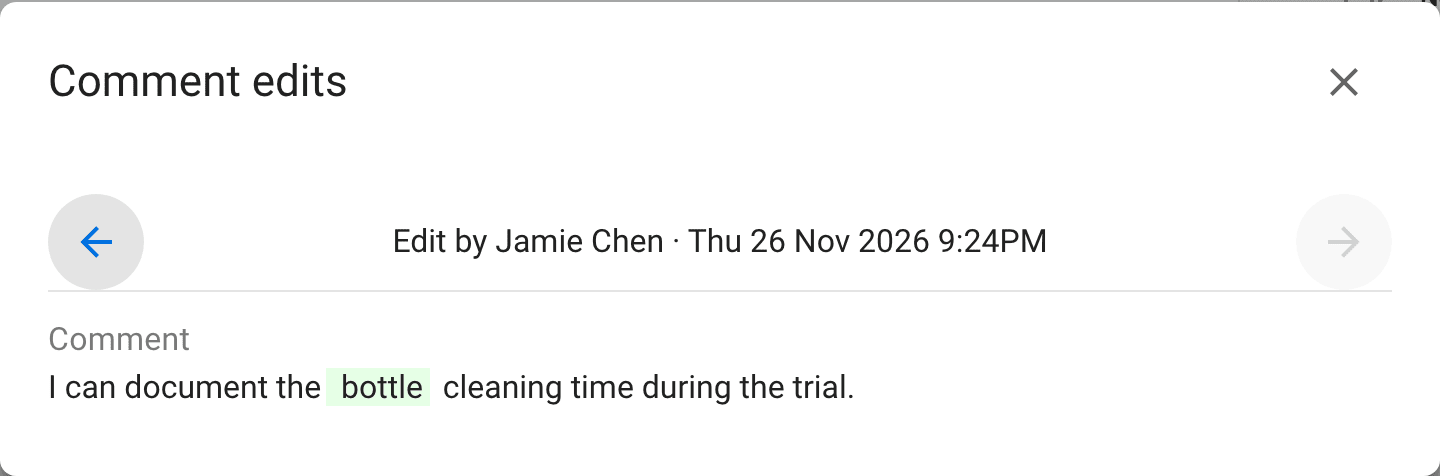 Comment edits
Edit by Jamie Chen · Thu 26 Nov 2026 9:24PM
Comment
I can document the bottle cleaning time during the trial.